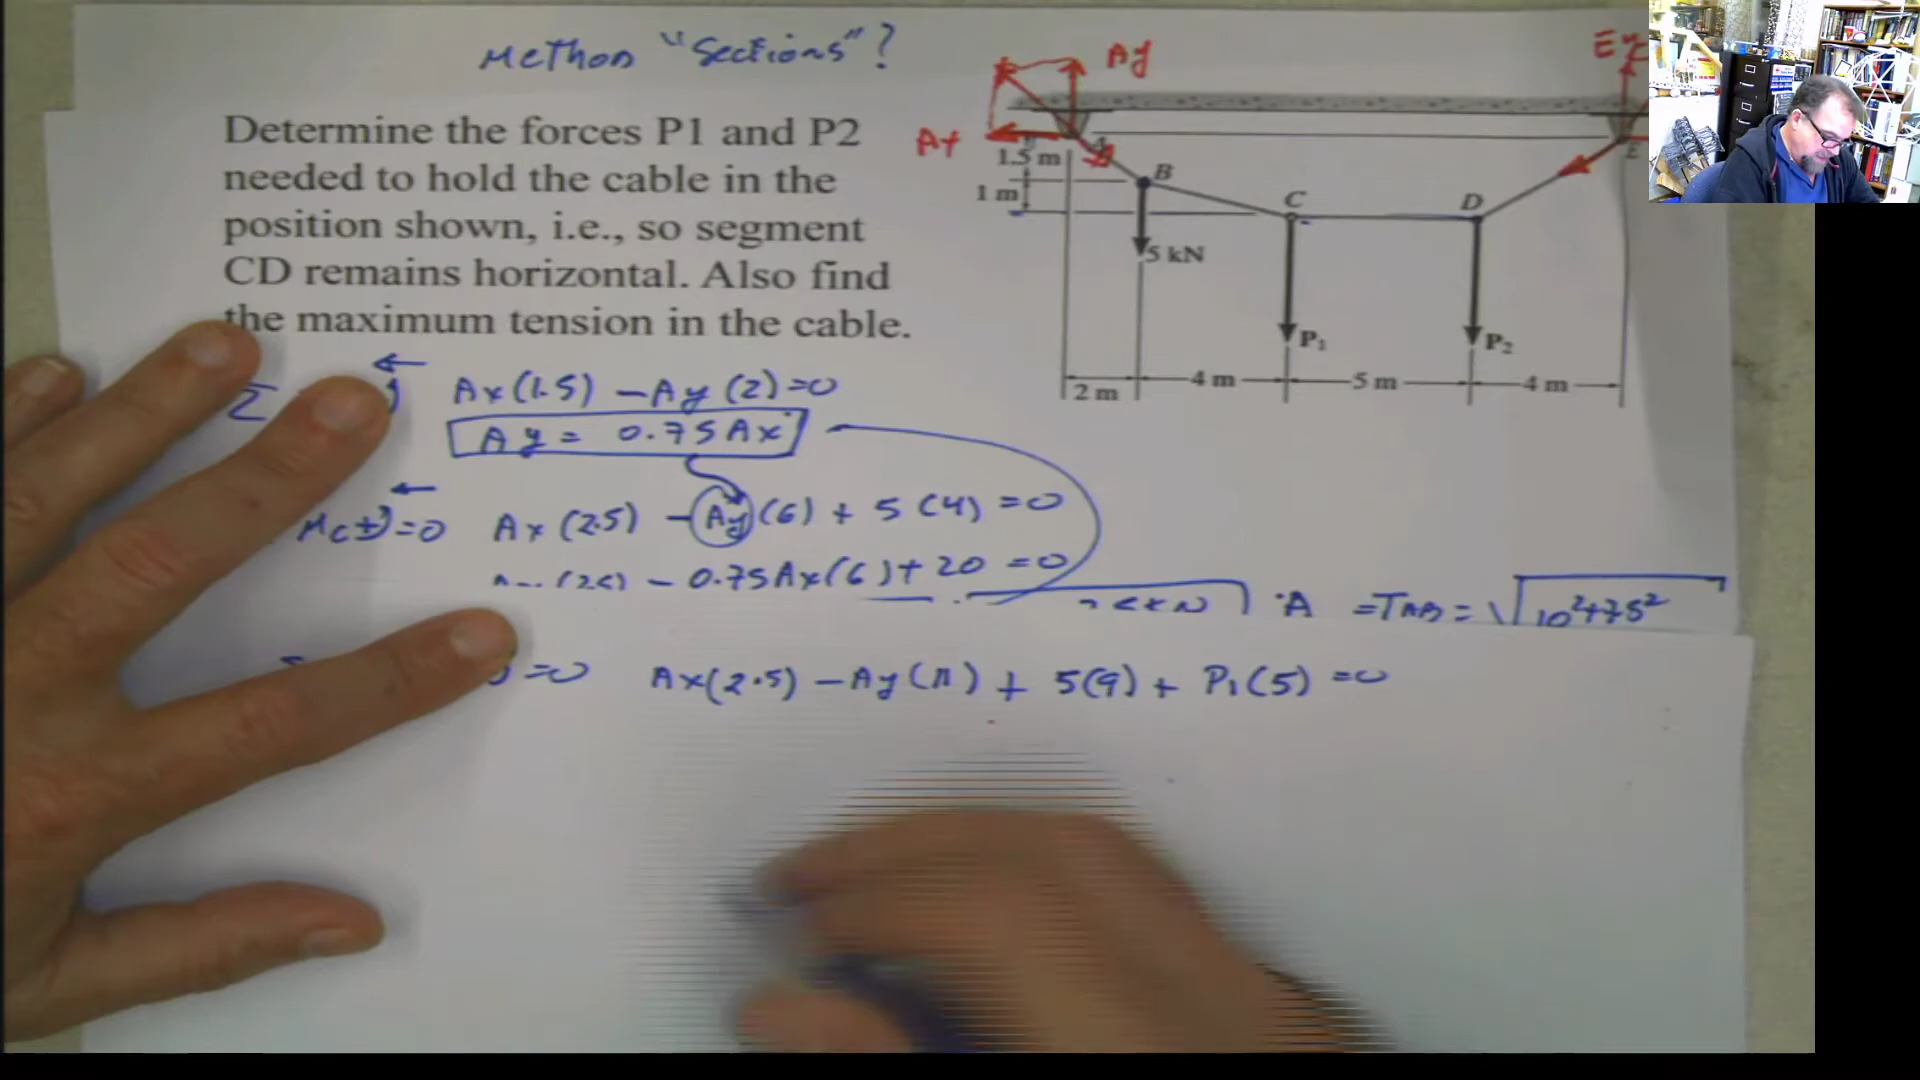 Method "Sections"?
Determine the forces P1 and P2
needed to hold the cable in the
position shown, i.e., so segment
CD remains horizontal. Also find
the maximum tension in the cable.
Ay
Ax
Ey
1.5 m
1 m
A
B
C
D
E
5 kN
P₁
P₂
2 m
4 m
5 m
4 m
Σ
Ax(1.5) - Ay(2)=0
Ay = 0.75Ax
Mc+)=0 Ax(2.5) - Ay(6) + 5(4) =0
- 0.75Ax(6)+20 =0
kN A =TAB= √10²+7.5²
=0 Ax(2.5) - Ay(11) + 5(9) + P1(5) =0